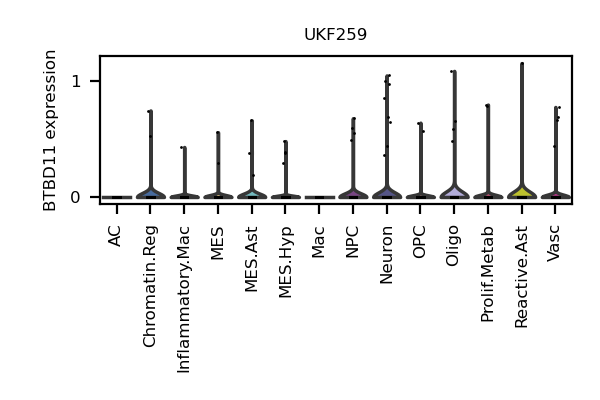 UKF259
BTBD11 expression
1
0
AC
Chromatin.Reg
Inflammatory.Mac
MES
MES.Ast
MES.Hyp
Mac
NPC
Neuron
OPC
Oligo
Prolif.Metab
Reactive.Ast
Vasc